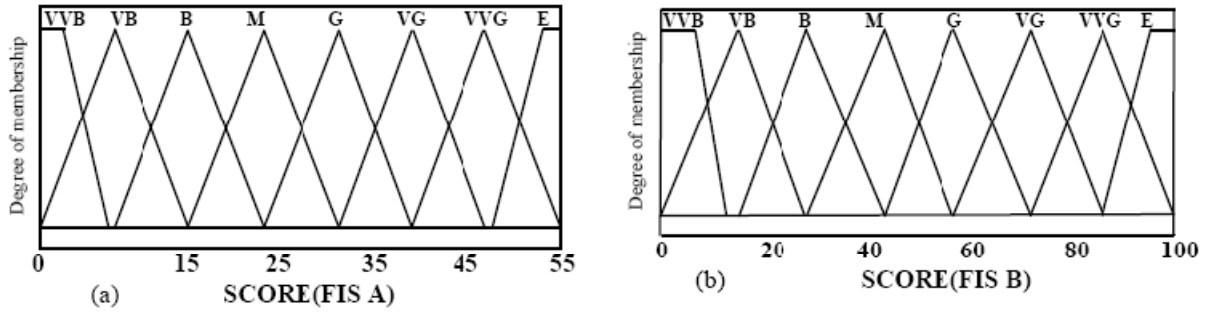 VVB VB B M G VG VVG E
Degree of membership
0 15 25 35 45 55
(a) SCORE(FIS A)
VVB VB B M G VG VVG E
Degree of membership
0 20 40 60 80 100
(b) SCORE(FIS B)